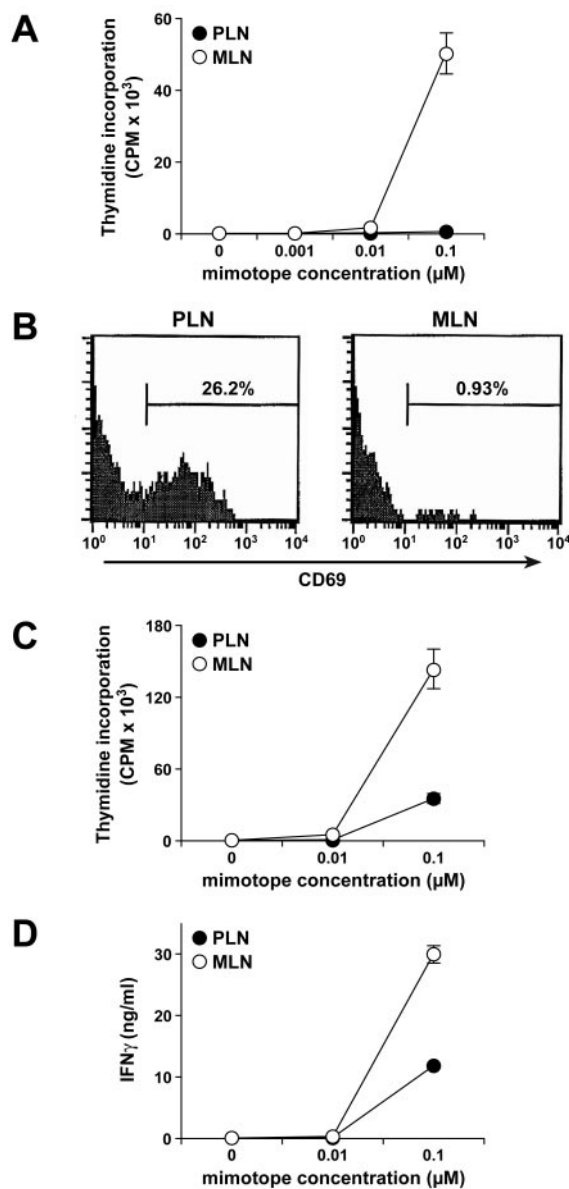 A
Thymidine incorporation
(CPM x 10³)
PLN
MLN
60
40
20
0
0 0.001 0.01 0.1
mimotope concentration (µM)
B
PLN MLN
26.2% 0.93%
10⁰ 10¹ 10² 10³ 10⁴ 10⁰ 10¹ 10² 10³ 10⁴
CD69
C
Thymidine incorporation
(CPM x 10³)
PLN
MLN
180
120
60
0
0 0.01 0.1
mimotope concentration (µM)
D
IFNγ (ng/ml)
PLN
MLN
30
20
10
0
0 0.01 0.1
mimotope concentration (µM)